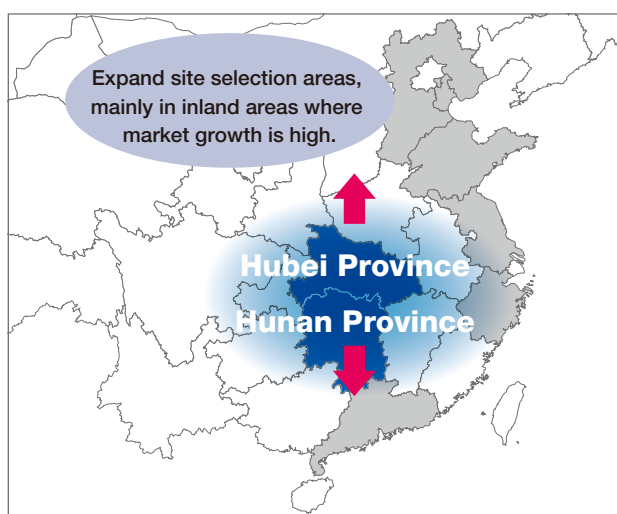 Expand site selection areas,
mainly in inland areas where
market growth is high.
Hubei Province
Hunan Province